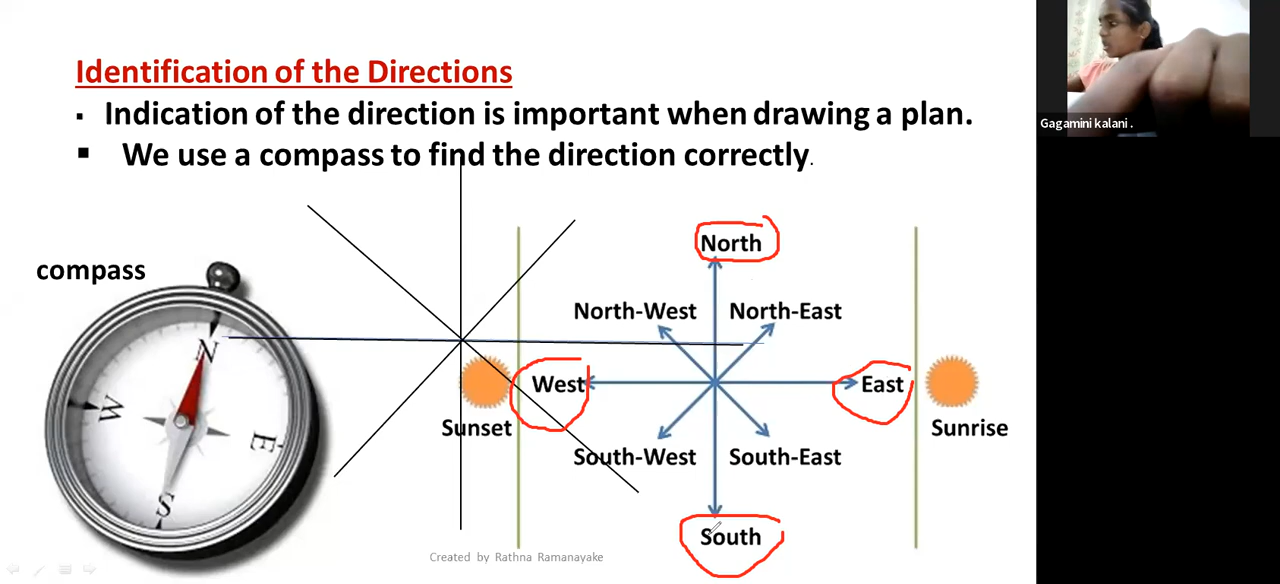 Identification of the Directions
▪ Indication of the direction is important when drawing a plan.
▪ We use a compass to find the direction correctly.
Gagamini kalani .
compass
N
W
E
S
North
North-West
North-East
West
East
Sunset
Sunrise
South-West
South-East
South
Created by Rathna Ramanayake